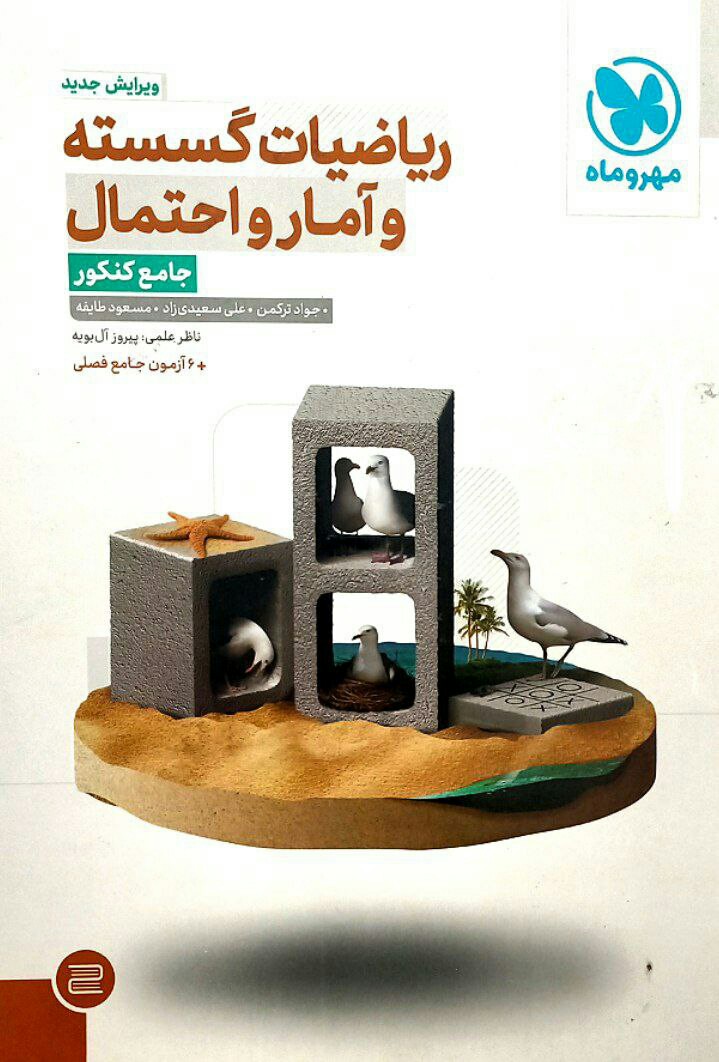 ویرایش جدید
ریاضیات گسسته
و آمار و احتمال
جامع کنکور
• جواد ترکمن • علی سعیدی‌زاد • مسعود طایفه
ناظر علمی: پیروز آل‌بویه
+ ۶ آزمون جامع فصلی
مهروماه